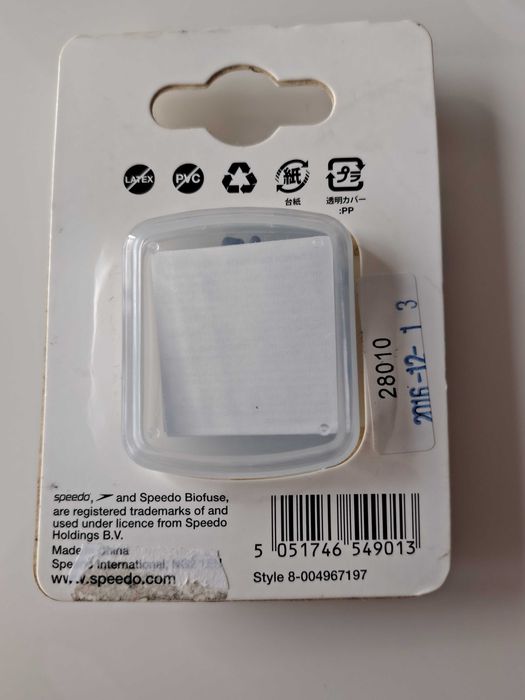 LATEX
PVC
紙
プラ
台紙
透明カバー
:PP
28010
2016-12-13
speedo, and Speedo Biofuse,
are registered trademarks of and
used under licence from Speedo
Holdings B.V.
Made China
International,
www.speedo.com
5 051746 549013
Style 8-004967197